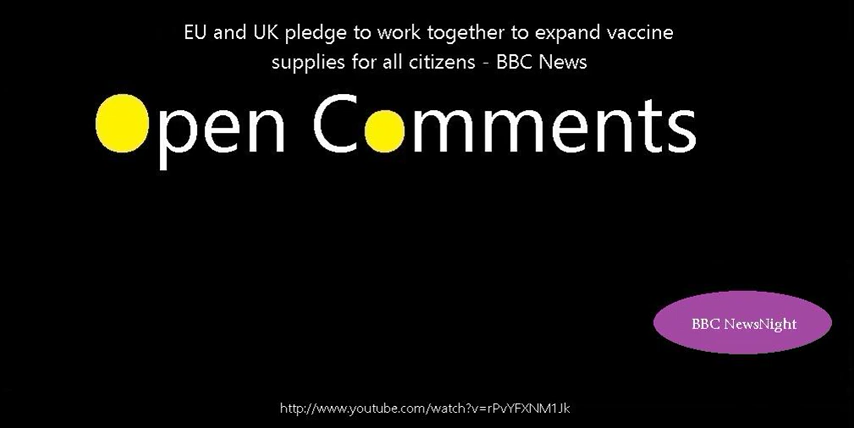 EU and UK pledge to work together to expand vaccine
supplies for all citizens - BBC News
Open Comments
BBC NewsNight
http://www.youtube.com/watch?v=rPvYFXNM1Jk